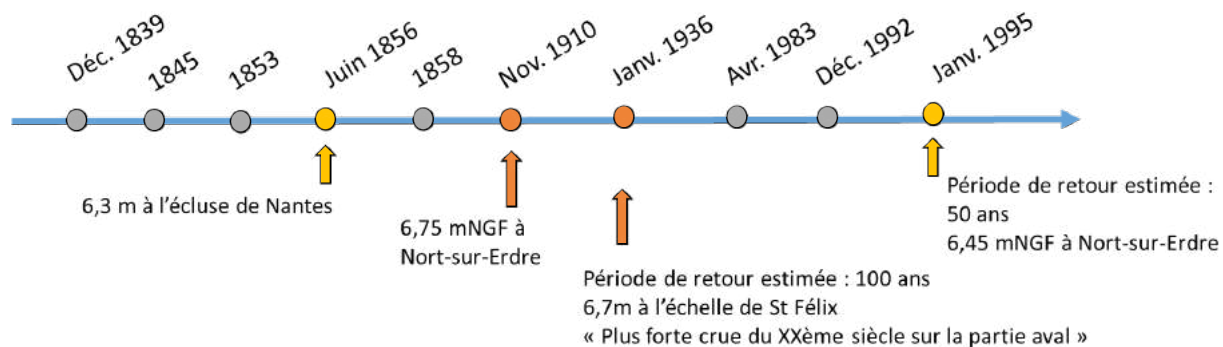 Déc. 1839
1845
1853
Juin 1856
1858
Nov. 1910
Janv. 1936
Avr. 1983
Déc. 1992
Janv. 1995
6,3 m à l'écluse de Nantes
6,75 mNGF à
Nort-sur-Erdre
Période de retour estimée : 100 ans
6,7m à l'échelle de St Félix
« Plus forte crue du XXème siècle sur la partie aval »
Période de retour estimée :
50 ans
6,45 mNGF à Nort-sur-Erdre